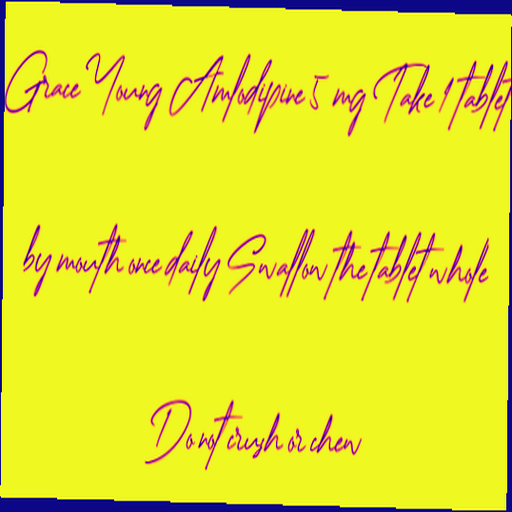 Grace Young Amlodipine 5 mg Take 1 tablet
by mouth once daily Swallow the tablet whole
Do not crush or chew